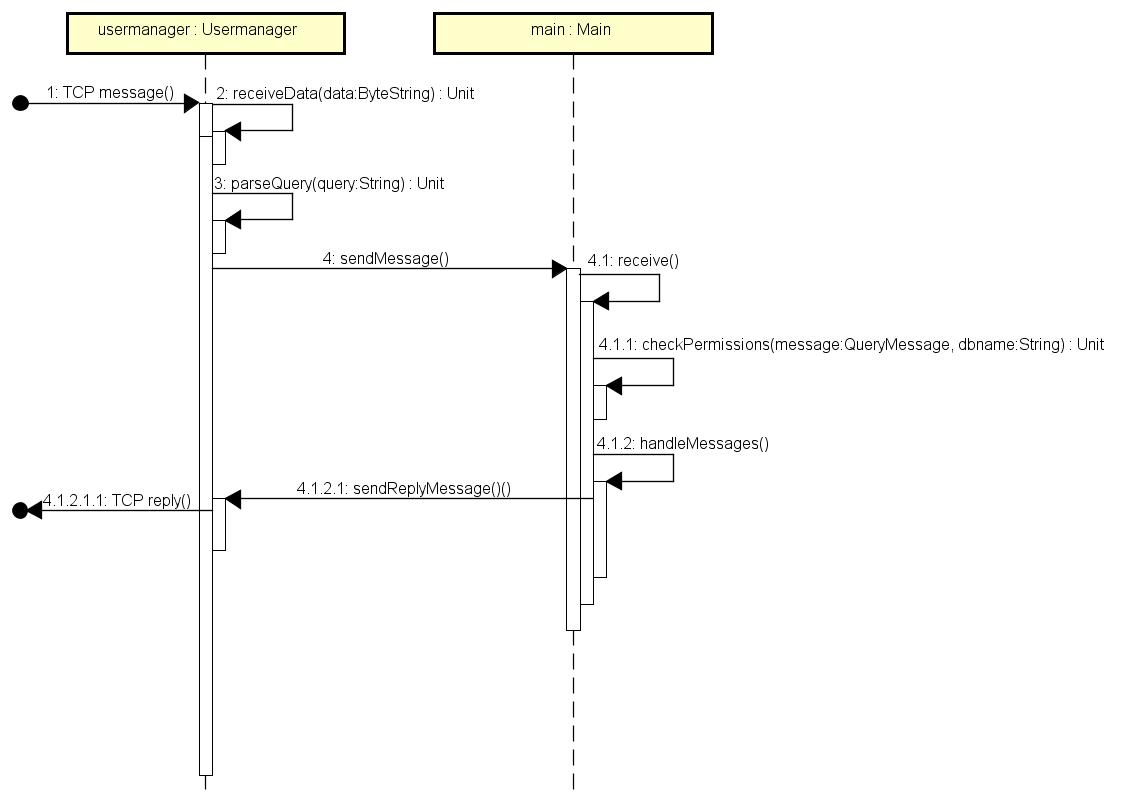 usermanager : Usermanager
main : Main
1: TCP message()
2: receiveData(data:ByteString) : Unit
3: parseQuery(query:String) : Unit
4: sendMessage()
4.1: receive()
4.1.1: checkPermissions(message:QueryMessage, dbname:String) : Unit
4.1.2: handleMessages()
4.1.2.1: sendReplyMessage()()
4.1.2.1.1: TCP reply()